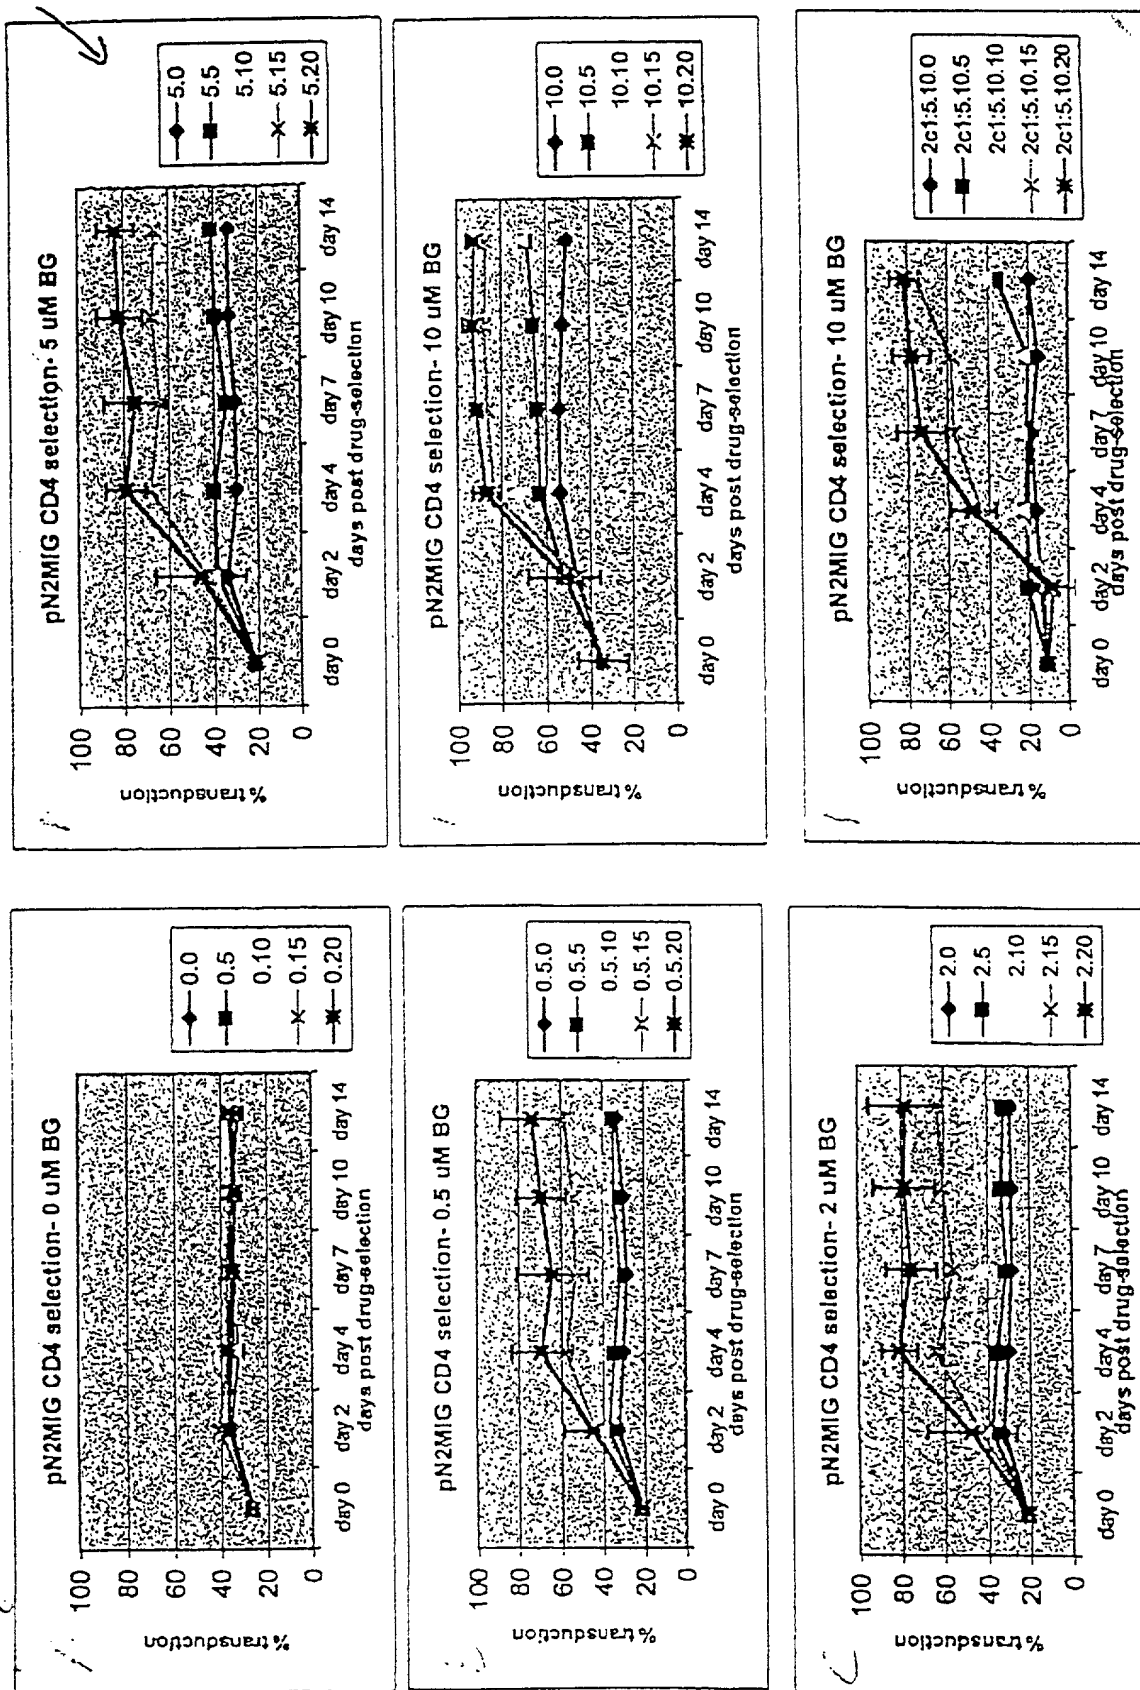 pN2MIG CD4 selection- 0 uM BG
100
80
60
40
20
0
% transduction
day 0
day 2
day 4
day 7
day 10
day 14
days post drug-selection
0.0
0.5
0.10
0.15
0.20
pN2MIG CD4 selection- 5 uM BG
100
80
60
40
20
0
% transduction
day 0
day 2
day 4
day 7
day 10
day 14
days post drug-selection
5.0
5.5
5.10
5.15
5.20
pN2MIG CD4 selection- 0.5 uM BG
100
80
60
40
20
0
% transduction
day 0
day 2
day 4
day 7
day 10
day 14
days post drug-selection
0.5.0
0.5.5
0.5.10
0.5.15
0.5.20
pN2MIG CD4 selection- 10 uM BG
100
80
60
40
20
0
% transduction
day 0
day 2
day 4
day 7
day 10
day 14
days post drug-selection
10.0
10.5
10.10
10.15
10.20
pN2MIG CD4 selection- 2 uM BG
100
80
60
40
20
0
% transduction
day 0
day 2
day 4
day 7
day 10
day 14
days post drug-selection
2.0
2.5
2.10
2.15
2.20
pN2MIG CD4 selection- 10 uM BG
100
80
60
40
20
0
% transduction
day 0
day 2
day 4
day 7
day 10
day 14
days post drug-selection
2c1:5.10.0
2c1:5.10.5
2c1:5.10.10
2c1:5.10.15
2c1:5.10.20